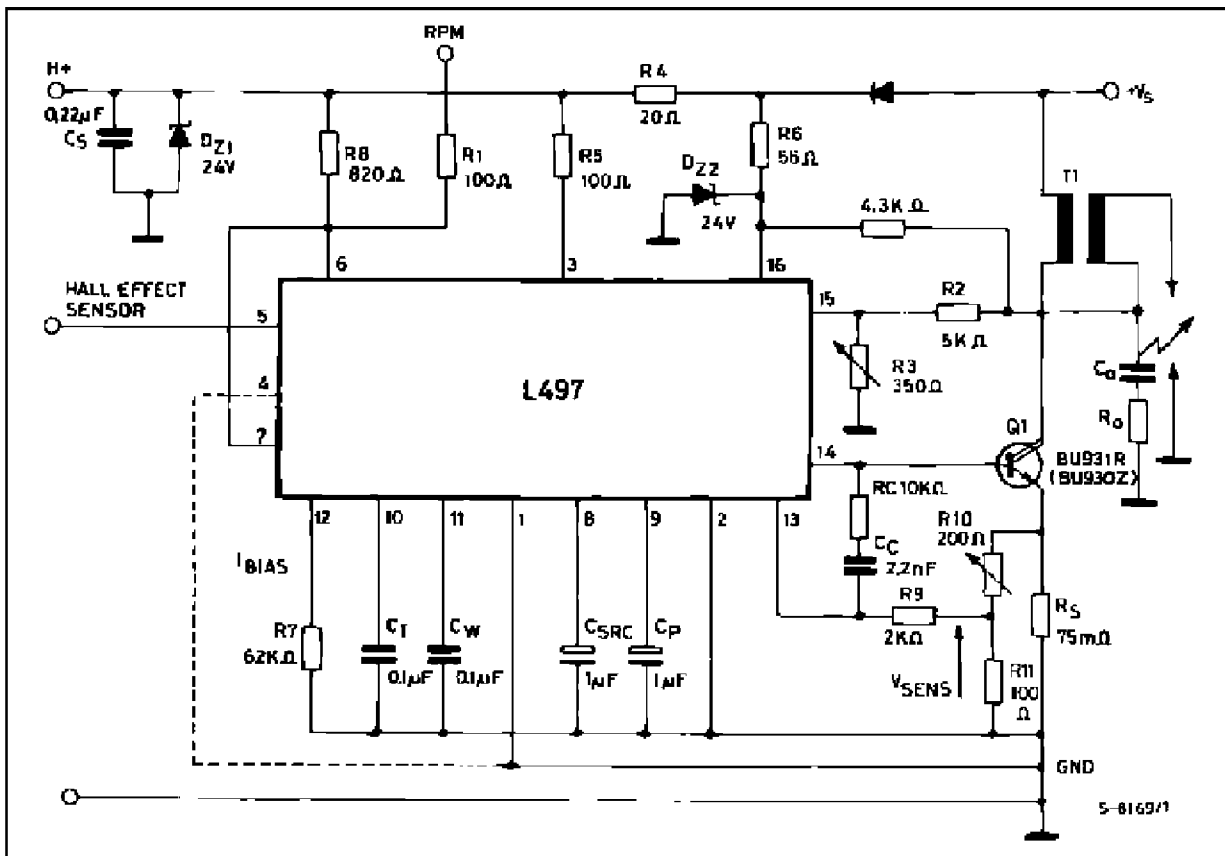 RPM
H+
0,22µF
CS
DZ1
24V
R8
820Ω
R1
100Ω
R5
100Ω
R4
20Ω
R6
56Ω
+VS
DZ2
24V
4.3KΩ
T1
6
3
16
HALL EFFECT
SENSOR
5
4
7
L497
15
R2
5KΩ
R3
350Ω
Ca
Ra
Q1
BU931R
(BU930Z)
14
12
10
11
1
8
9
2
13
RC10KΩ
CC
2,2nF
R10
200Ω
IBIAS
R7
62KΩ
CT
0.1µF
CW
0.1µF
CSRC
1µF
CP
1µF
R9
2KΩ
VSENS
R11
100
Ω
RS
75mΩ
GND
S-8169/1